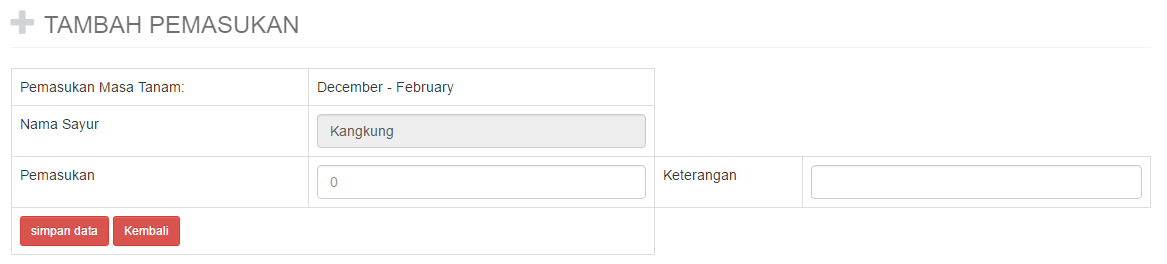 TAMBAH PEMASUKAN
Pemasukan Masa Tanam: December - February
Nama Sayur Kangkung
Pemasukan 0 Keterangan
simpan data Kembali